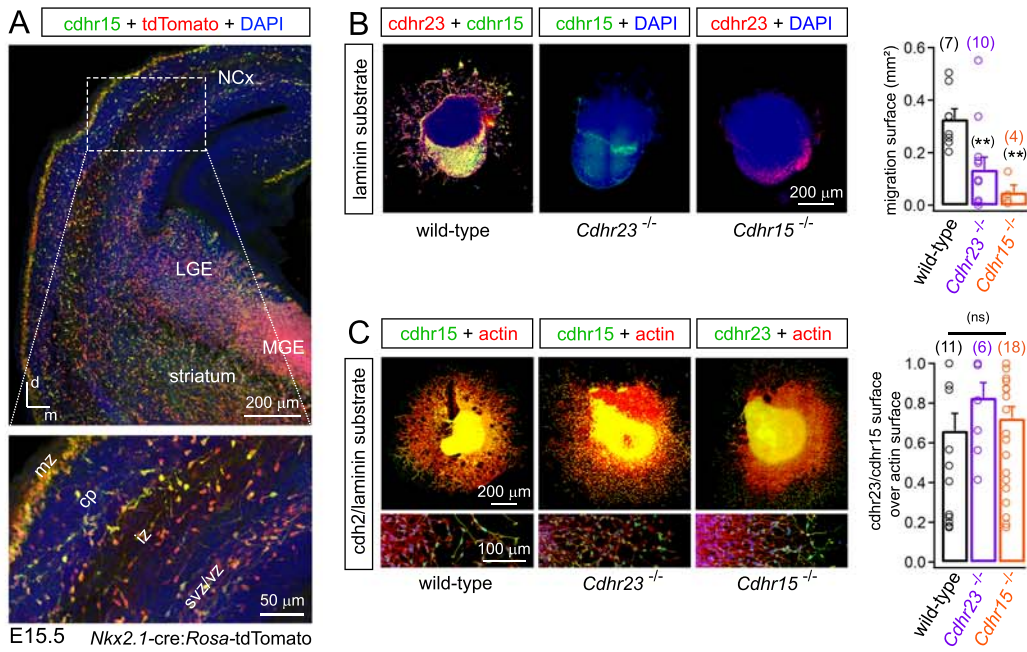 A
cdhr15 + tdTomato + DAPI
NCx
LGE
MGE
striatum
d
m
200 µm
mz
cp
iz
svz/vz
50 µm
E15.5
Nkx2.1-cre:Rosa-tdTomato
B
cdhr23 + cdhr15
cdhr15 + DAPI
cdhr23 + DAPI
laminin substrate
200 µm
wild-type
Cdhr23 -/-
Cdhr15 -/-
migration surface (mm²)
0.6
0.4
0.2
0.0
(7)
(10)
(4)
(**)
(**)
wild-type
Cdhr23 -/-
Cdhr15 -/-
C
cdhr15 + actin
cdhr15 + actin
cdhr23 + actin
cdh2/laminin substrate
200 µm
100 µm
wild-type
Cdhr23 -/-
Cdhr15 -/-
(ns)
(11)
(6)
(18)
cdhr23/cdhr15 surface
over actin surface
1.0
0.8
0.6
0.4
0.2
0.0
wild-type
Cdhr23 -/-
Cdhr15 -/-